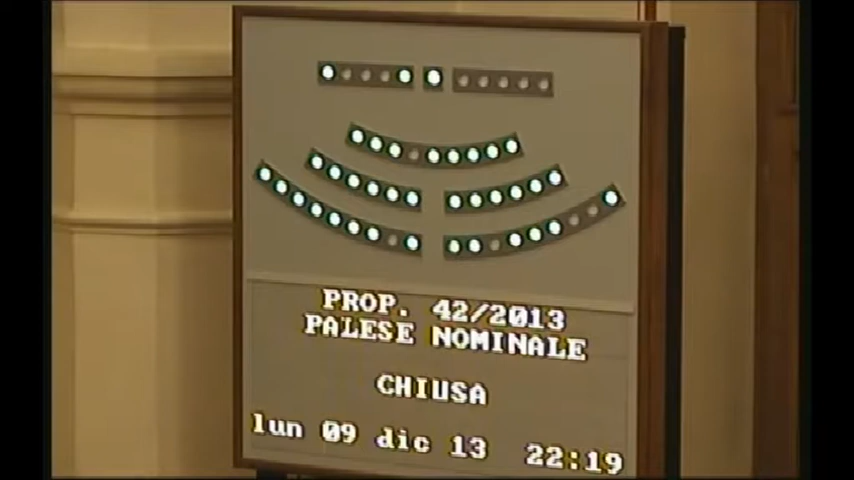 PROP. 42/2013
PALESE NOMINALE
CHIUSA
lun 09 dic 13 22:19